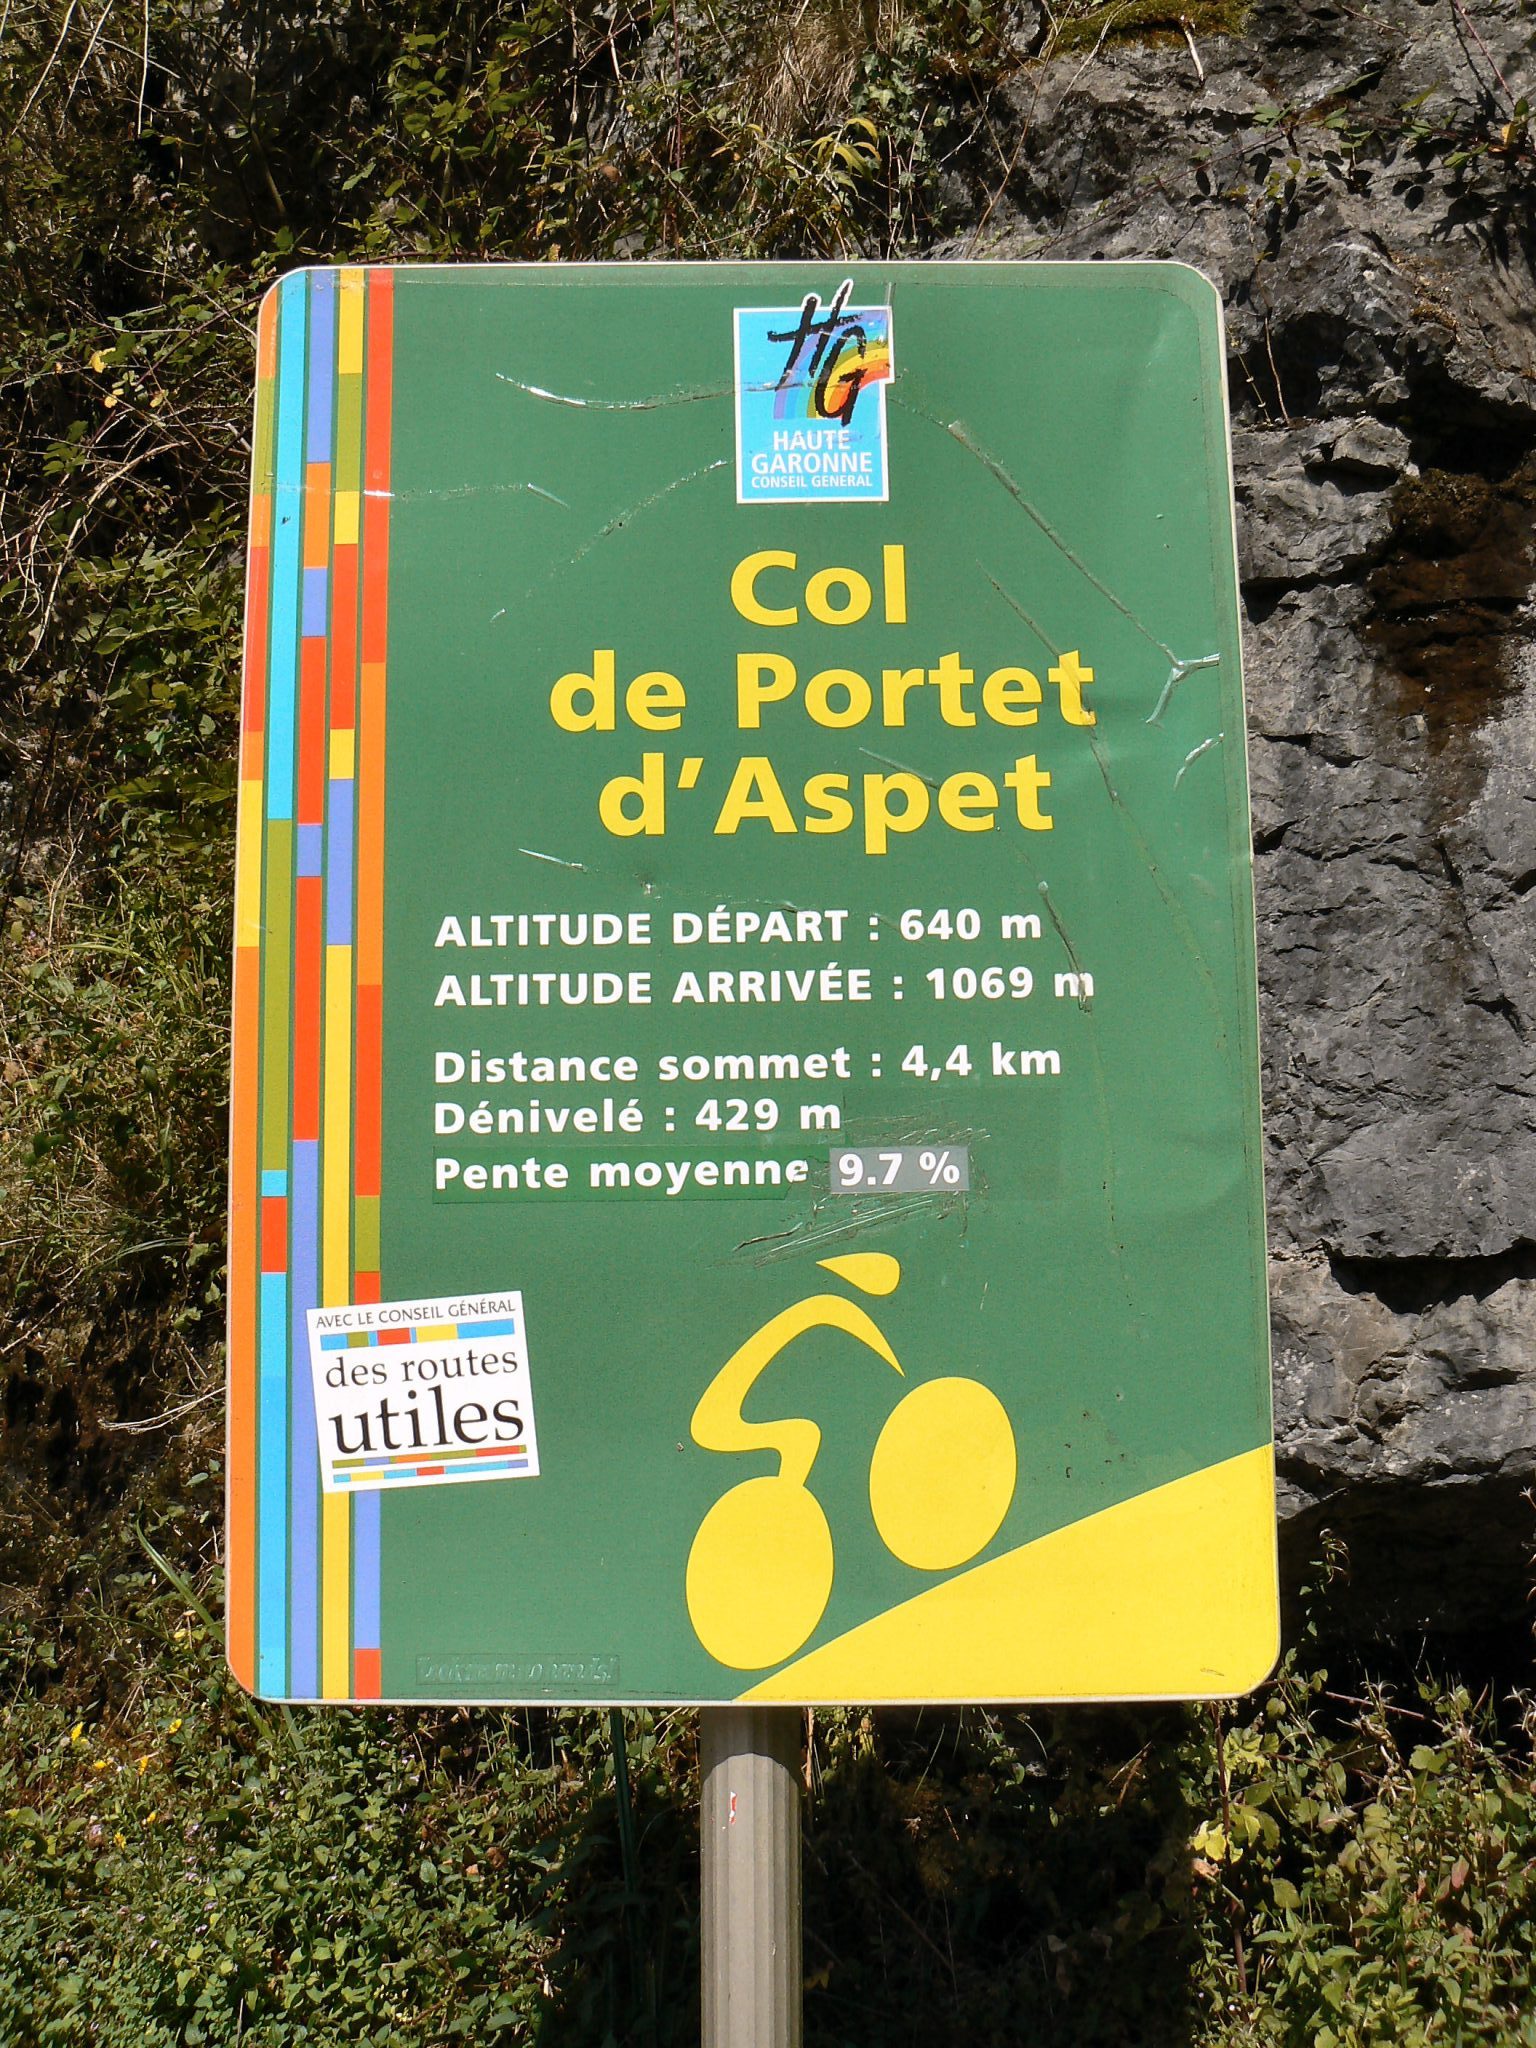 HG
HAUTE
GARONNE
CONSEIL GENERAL
Col
de Portet
d'Aspet
ALTITUDE DÉPART : 640 m
ALTITUDE ARRIVÉE : 1069 m
Distance sommet : 4,4 km
Dénivelé : 429 m
Pente moyenne 9.7 %
AVEC LE CONSEIL GÉNÉRAL
des routes
utiles